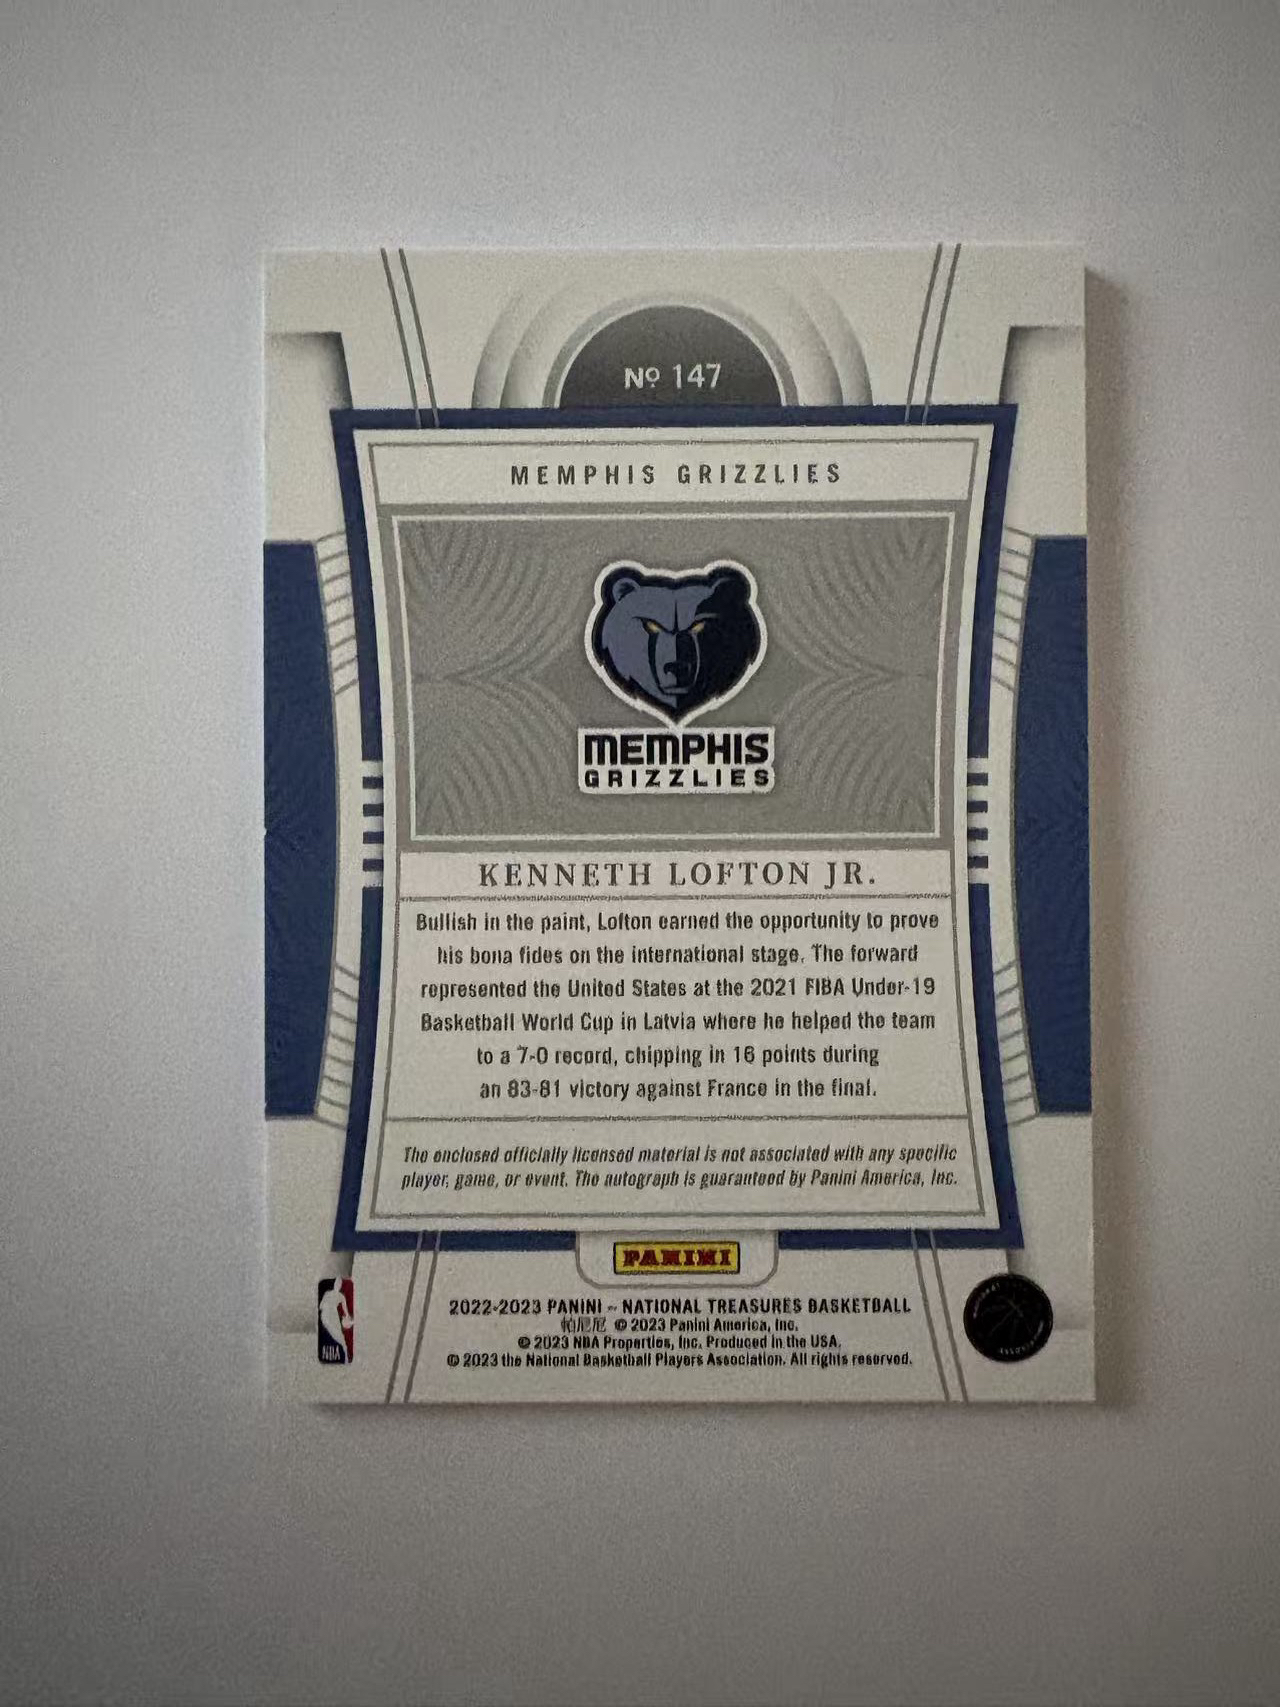 Nº 147
MEMPHIS GRIZZLIES
MEMPHIS
GRIZZLIES
KENNETH LOFTON JR.
Bullish in the paint, Lofton earned the opportunity to prove
his bona fides on the international stage. The forward
represented the United States at the 2021 FIBA Under-19
Basketball World Cup in Latvia where he helped the team
to a 7-0 record, chipping in 16 points during
an 83-81 victory against France in the final.
The enclosed officially licensed material is not associated with any specific
player, game, or event. The autograph is guaranteed by Panini America, Inc.
PANINI
NBA
2022-2023 PANINI – NATIONAL TREASURES BASKETBALL
帕尼尼 © 2023 Panini America, Inc.
© 2023 NBA Properties, Inc. Produced in the USA.
© 2023 the National Basketball Players Association. All rights reserved.